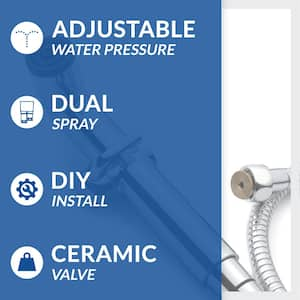 ADJUSTABLE
WATER PRESSURE
DUAL
SPRAY
DIY
INSTALL
CERAMIC
VALVE